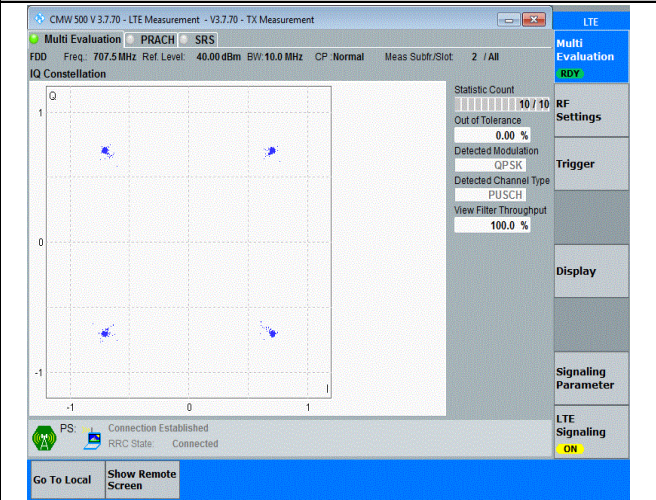 CMW 500 V 3.7.70 - LTE Measurement - V3.7.70 - TX Measurement
LTE
Multi Evaluation PRACH SRS
Multi
Evaluation
RDY
FDD Freq.: 707.5 MHz Ref. Level: 40.00 dBm BW: 10.0 MHz CP :Normal Meas Subfr./Slot: 2 / All
IQ Constellation
Q
1
0
-1
-1 0 1
I
Statistic Count
10 / 10
Out of Tolerance
0.00 %
Detected Modulation
QPSK
Detected Channel Type
PUSCH
View Filter Throughput
100.0 %
RF
Settings
Trigger
Display
Signaling
Parameter
LTE
Signaling
ON
PS: Connection Established
RRC State: Connected
Go To Local
Show Remote
Screen